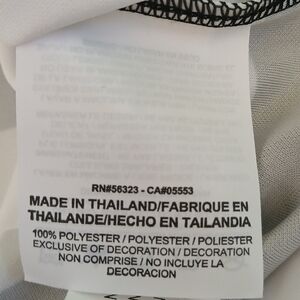 RN#56323 - CA#05553
MADE IN THAILAND/FABRIQUE EN
THAILANDE/HECHO EN TAILANDIA
100% POLYESTER / POLYESTER / POLIESTER
EXCLUSIVE OF DECORATION / DECORATION
NON COMPRISE / NO INCLUYE LA
DECORACION